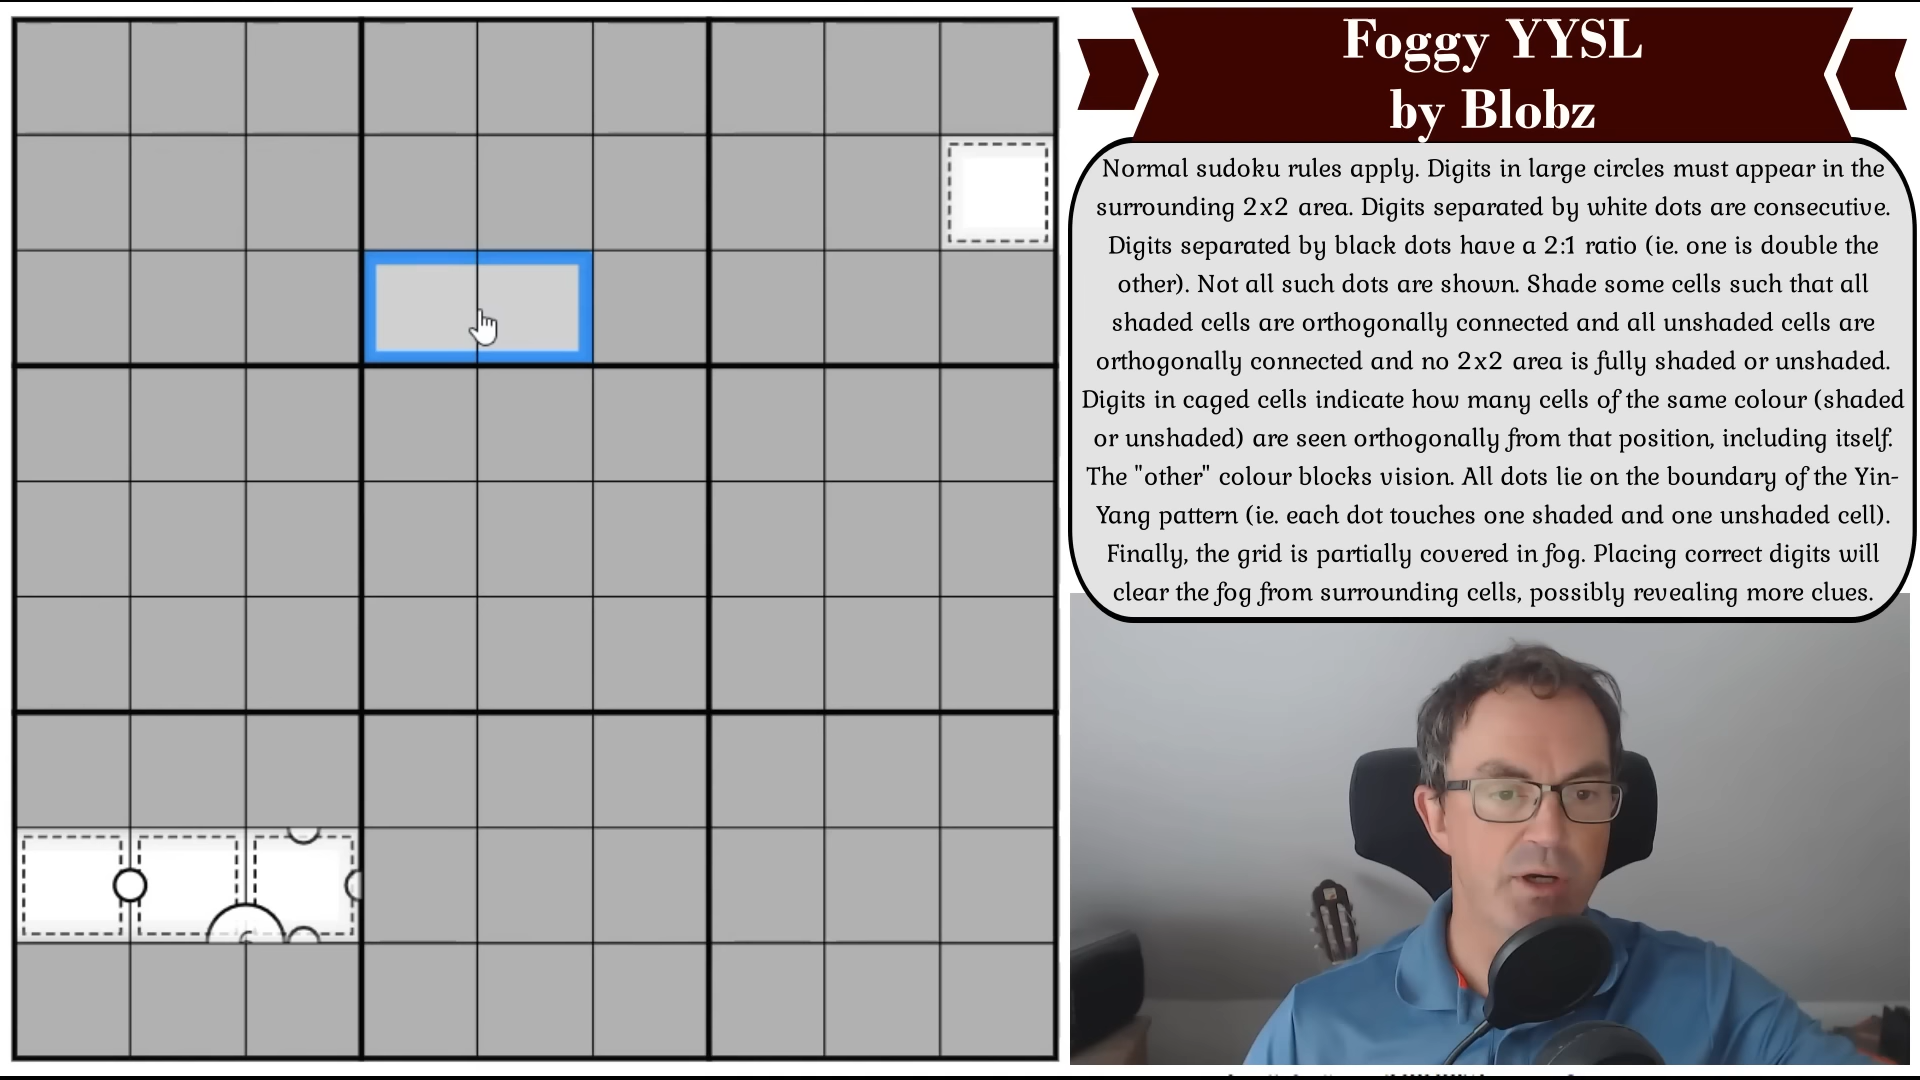 Foggy YYSL
by Blobz
Normal sudoku rules apply. Digits in large circles must appear in the
surrounding 2x2 area. Digits separated by white dots are consecutive.
Digits separated by black dots have a 2:1 ratio (ie. one is double the
other). Not all such dots are shown. Shade some cells such that all
shaded cells are orthogonally connected and all unshaded cells are
orthogonally connected and no 2x2 area is fully shaded or unshaded.
Digits in caged cells indicate how many cells of the same colour (shaded
or unshaded) are seen orthogonally from that position, including itself.
The "other" colour blocks vision. All dots lie on the boundary of the Yin-
Yang pattern (ie. each dot touches one shaded and one unshaded cell).
Finally, the grid is partially covered in fog. Placing correct digits will
clear the fog from surrounding cells, possibly revealing more clues.